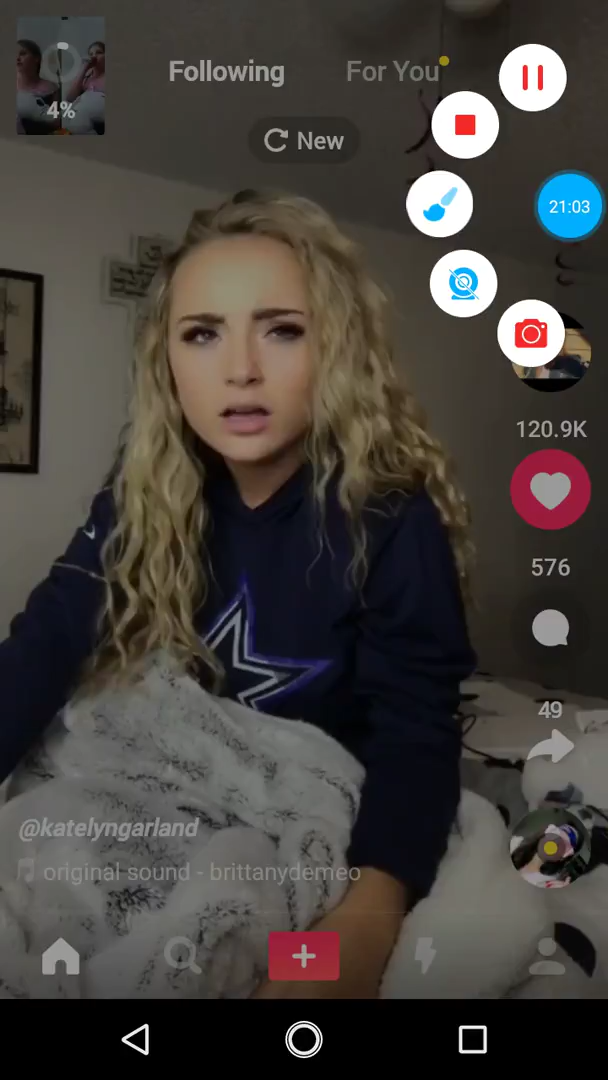 Following
For You
4%
New
21:03
120.9K
576
49
@katelyngarland
original sound - brittanydemeo